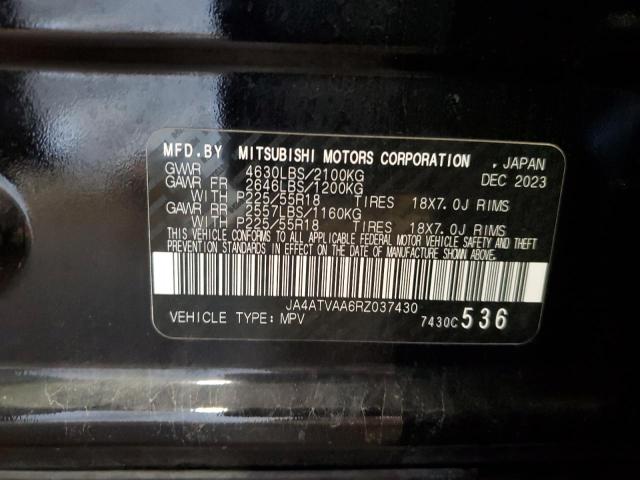 MFD.BY MITSUBISHI MOTORS CORPORATION , JAPAN
GVWR 4630LBS/2100KG DEC 2023
GAWR FR 2646LBS/1200KG
WITH P225/55R18 TIRES 18X7.0J RIMS
GAWR RR 2557LBS/1160KG
WITH P225/55R18 TIRES 18X7.0J RIMS
THIS VEHICLE CONFORMS TO ALL APPLICABLE FEDERAL MOTOR VEHICLE SAFETY AND THEFT
PREVENTION STANDARDS IN EFFECT ON THE DATE OF MANUFACTURE SHOWN ABOVE.
JA4ATVAA6RZ037430
VEHICLE TYPE: MPV 7430C 536